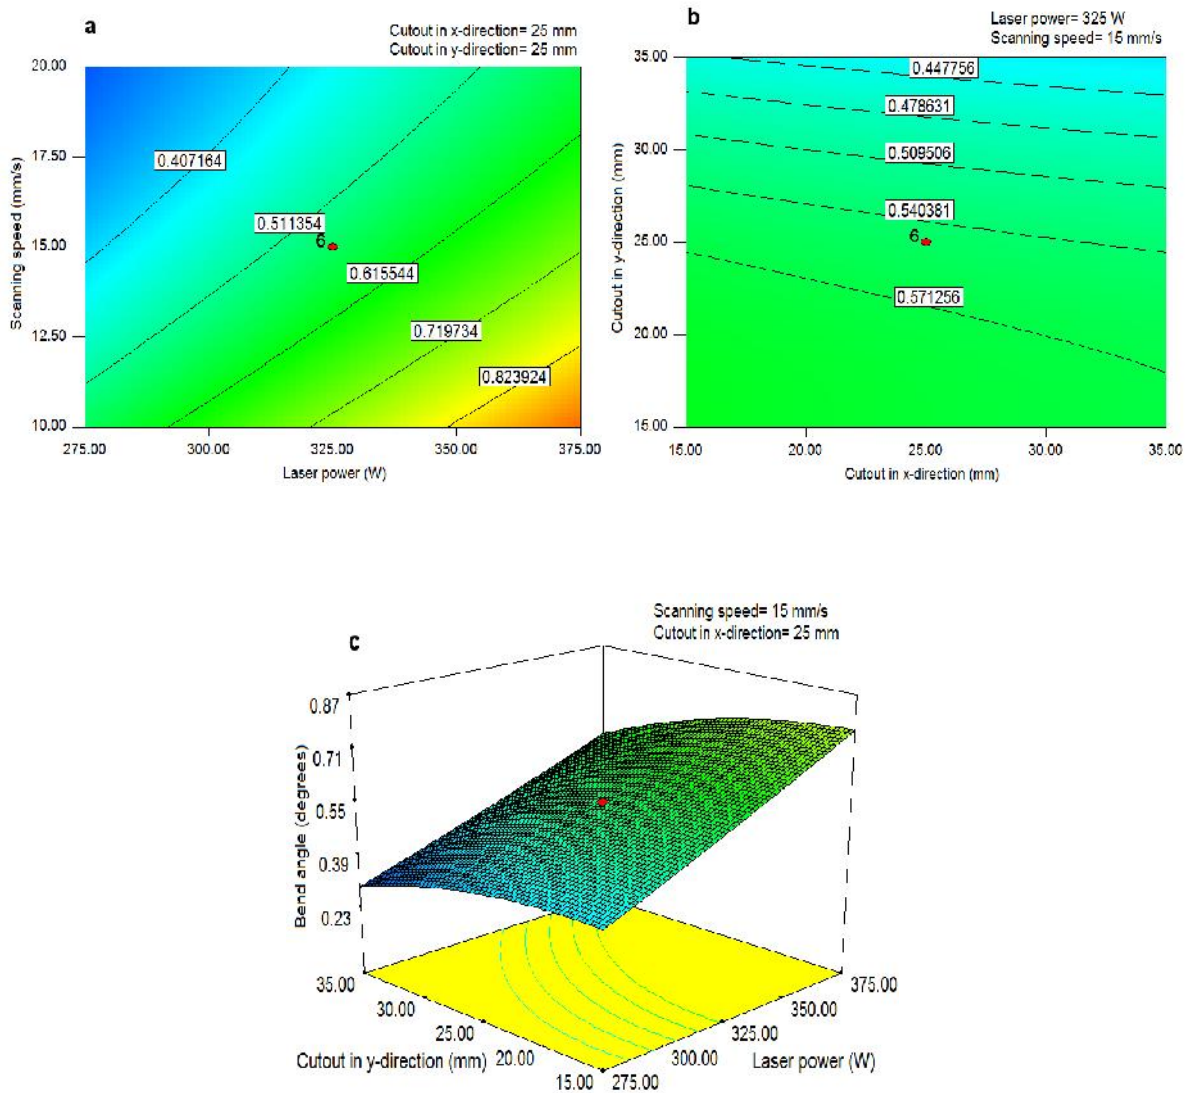 a
Cutout in x-direction= 25 mm
Cutout in y-direction= 25 mm
20.00
17.50
15.00
12.50
10.00
Scanning speed (mm/s)
0.407164
0.511354
6
0.615544
0.719734
0.823924
275.00 300.00 325.00 350.00 375.00
Laser power (W)
b
Laser power= 325 W
Scanning speed= 15 mm/s
35.00
30.00
25.00
20.00
15.00
Cutout in y-direction (mm)
0.447756
0.478631
0.509506
0.540381
6
0.571256
15.00 20.00 25.00 30.00 35.00
Cutout in x-direction (mm)
c
Scanning speed= 15 mm/s
Cutout in x-direction= 25 mm
0.87
0.71
0.55
0.39
0.23
Bend angle (degrees)
35.00
30.00
25.00
20.00
15.00
Cutout in y-direction (mm)
275.00
300.00
325.00
350.00
375.00
Laser power (W)